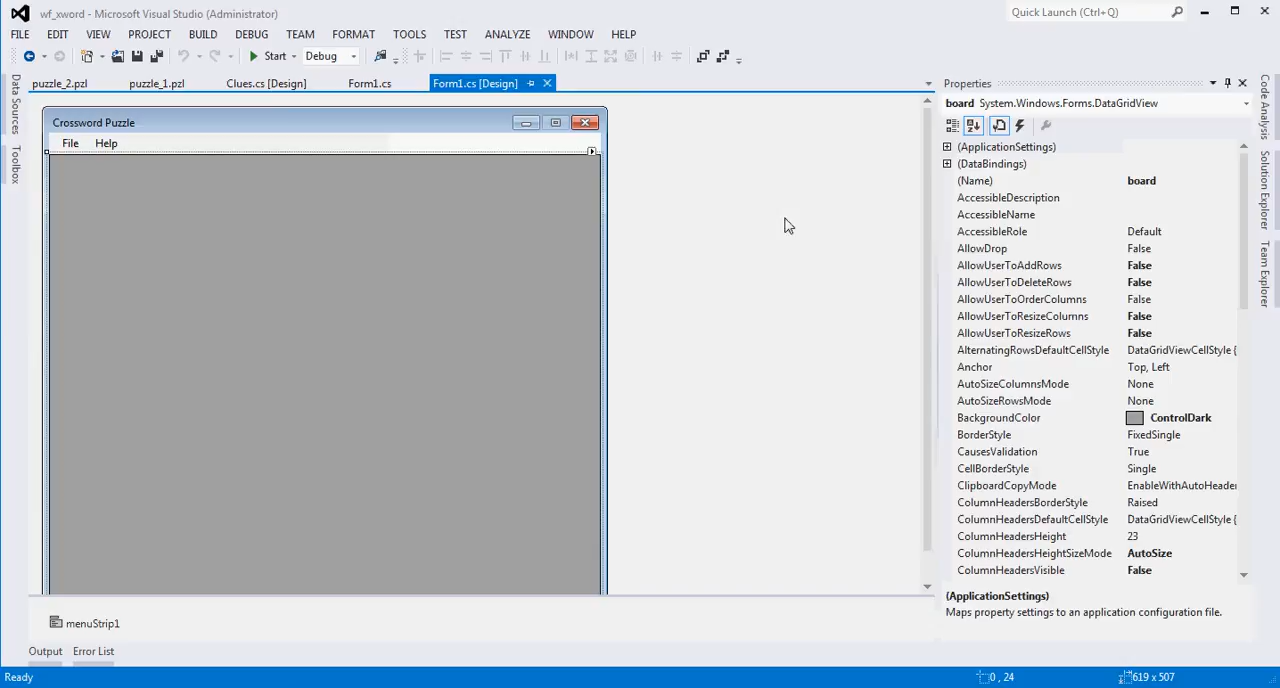 wf_xword - Microsoft Visual Studio (Administrator)
Quick Launch (Ctrl+Q)
FILE EDIT VIEW PROJECT BUILD DEBUG TEAM FORMAT TOOLS TEST ANALYZE WINDOW HELP
Start Debug
puzzle_2.pzl puzzle_1.pzl Clues.cs [Design] Form1.cs Form1.cs [Design]
Data Sources
Toolbox
Crossword Puzzle
File Help
menuStrip1
Output Error List
Properties
board System.Windows.Forms.DataGridView
(ApplicationSettings)
(DataBindings)
(Name) board
AccessibleDescription
AccessibleName
AccessibleRole Default
AllowDrop False
AllowUserToAddRows False
AllowUserToDeleteRows False
AllowUserToOrderColumns False
AllowUserToResizeColumns False
AllowUserToResizeRows False
AlternatingRowsDefaultCellStyle DataGridViewCellStyle {
Anchor Top, Left
AutoSizeColumnsMode None
AutoSizeRowsMode None
BackgroundColor ControlDark
BorderStyle FixedSingle
CausesValidation True
CellBorderStyle Single
ClipboardCopyMode EnableWithAutoHeader
ColumnHeadersBorderStyle Raised
ColumnHeadersDefaultCellStyle DataGridViewCellStyle {
ColumnHeadersHeight 23
ColumnHeadersHeightSizeMode AutoSize
ColumnHeadersVisible False
(ApplicationSettings)
Maps property settings to an application configuration file.
Code Analysis
Solution Explorer
Team Explorer
Ready
0 , 24
619 x 507